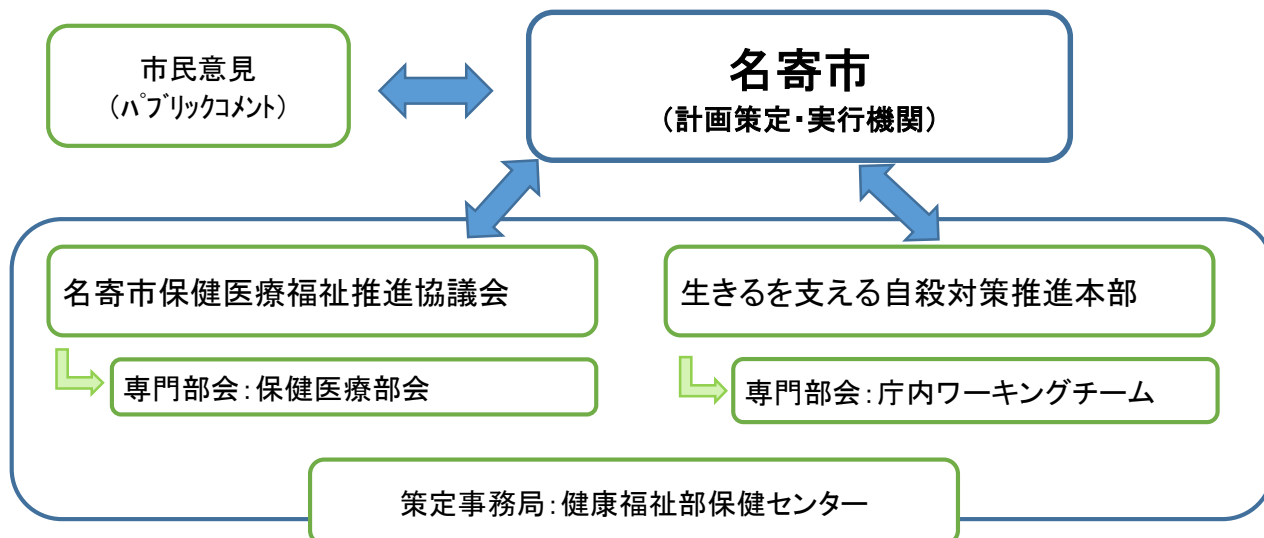 市民意見
（ﾊﾟﾌﾞﾘｯｸｺﾒﾝﾄ）
名寄市
（計画策定・実行機関）
名寄市保健医療福祉推進協議会
生きるを支える自殺対策推進本部
専門部会：保健医療部会
専門部会：庁内ワーキングチーム
策定事務局：健康福祉部保健センター